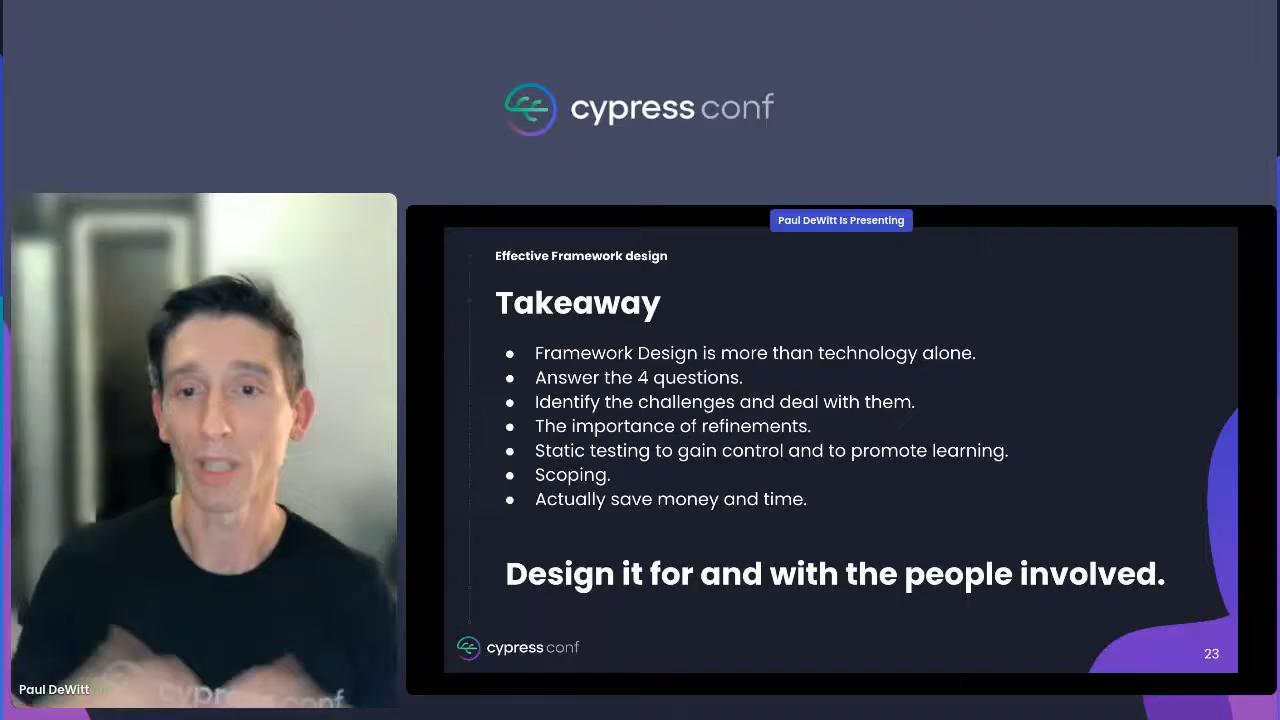 cypress conf
Paul DeWitt Is Presenting
Effective Framework design
Takeaway
● Framework Design is more than technology alone.
● Answer the 4 questions.
● Identify the challenges and deal with them.
● The importance of refinements.
● Static testing to gain control and to promote learning.
● Scoping.
● Actually save money and time.
Design it for and with the people involved.
cypress conf
23
Paul DeWitt
cypress conf